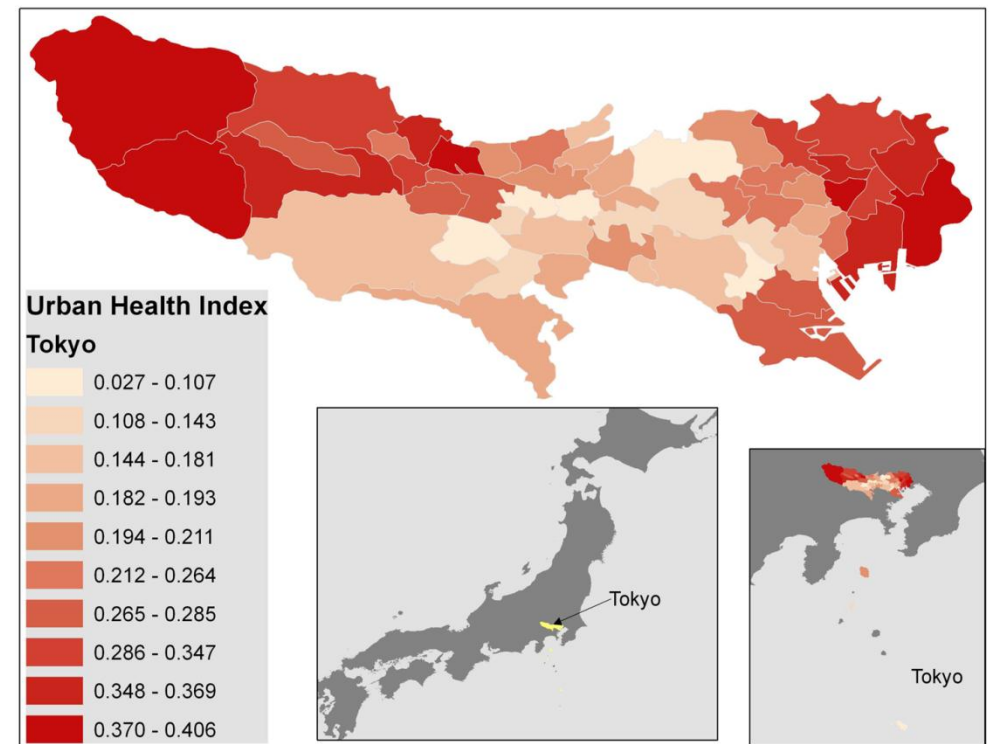 Urban Health Index
Tokyo
0.027 - 0.107
0.108 - 0.143
0.144 - 0.181
0.182 - 0.193
0.194 - 0.211
0.212 - 0.264
0.265 - 0.285
0.286 - 0.347
0.348 - 0.369
0.370 - 0.406
Tokyo
Tokyo